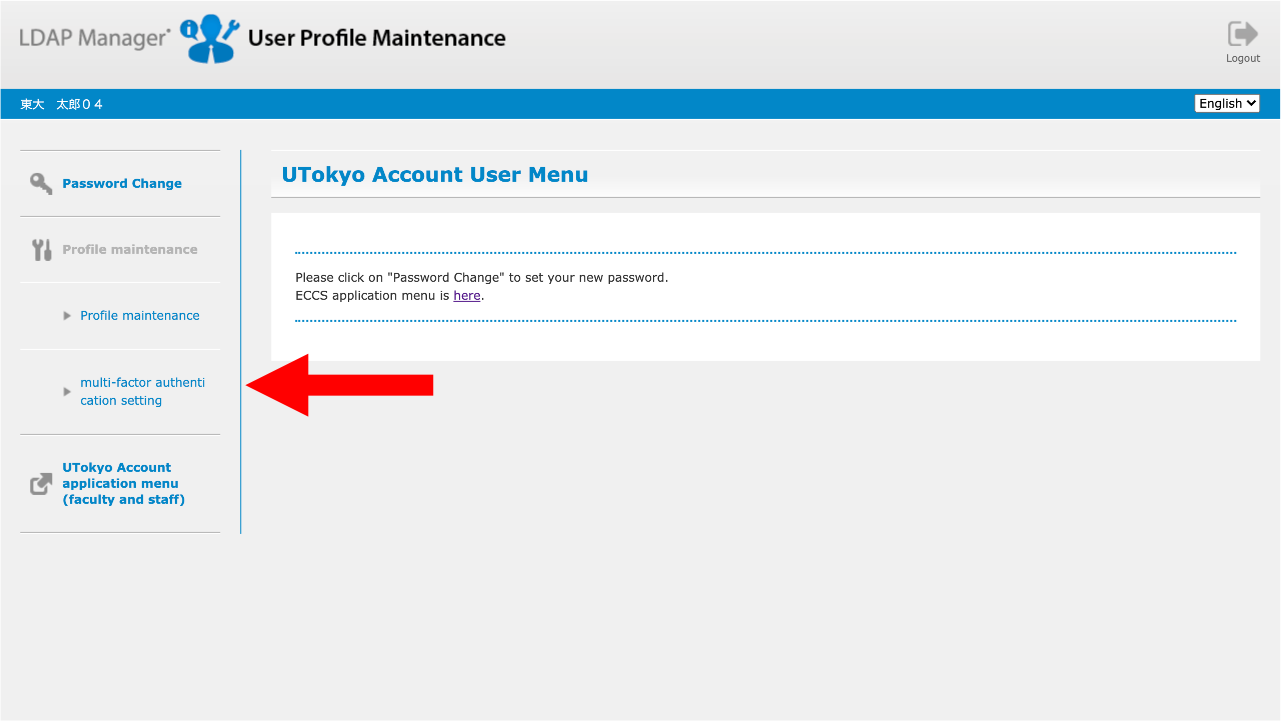 LDAP Manager User Profile Maintenance
Logout
東大　太郎０４
English
Password Change
Profile maintenance
Profile maintenance
multi-factor authenti
cation setting
UTokyo Account
application menu
(faculty and staff)
UTokyo Account User Menu
Please click on "Password Change" to set your new password.
ECCS application menu is here.